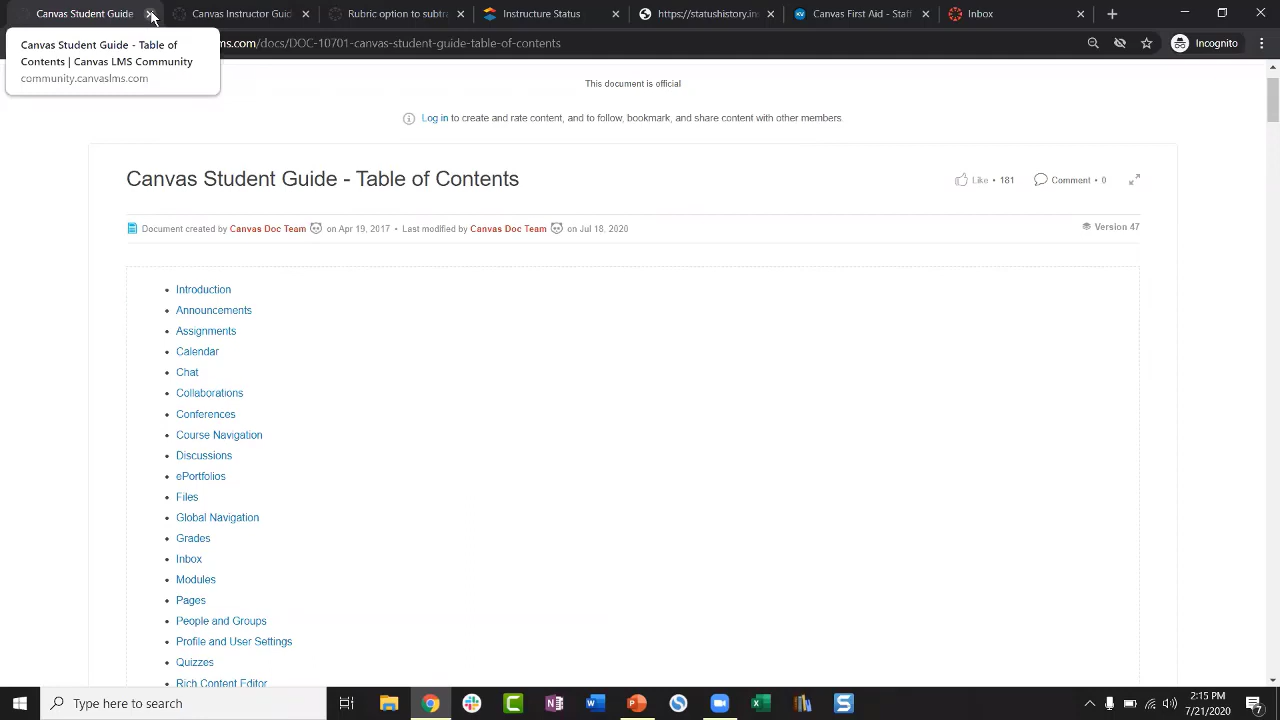 Canvas Stud
Canvas Student Guide
Rubric option to subtra
Instructure Status
https://statushistory.in
Canvas First Aid - Staff
Inbox
Canvas Student Guide - Table of
Contents | Canvas LMS Community
community.canvaslms.com
ms.com/docs/DOC-10701-canvas-student-guide-table-of-contents
Incognito
This document is official
Log in to create and rate content, and to follow, bookmark, and share content with other members.
Canvas Student Guide - Table of Contents
Like • 181
Comment • 0
Document created by Canvas Doc Team on Apr 19, 2017 • Last modified by Canvas Doc Team on Jul 18, 2020
Version 47
Introduction
Announcements
Assignments
Calendar
Chat
Collaborations
Conferences
Course Navigation
Discussions
ePortfolios
Files
Global Navigation
Grades
Inbox
Modules
Pages
People and Groups
Profile and User Settings
Quizzes
Rich Content Editor
Type here to search
2:15 PM
7/21/2020